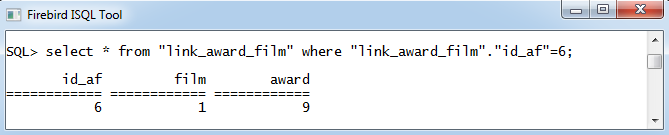 Firebird ISQL Tool
SQL> select * from "link_award_film" where "link_award_film"."id_af"=6;
id_af film award
============ ============ ============
6 1 9